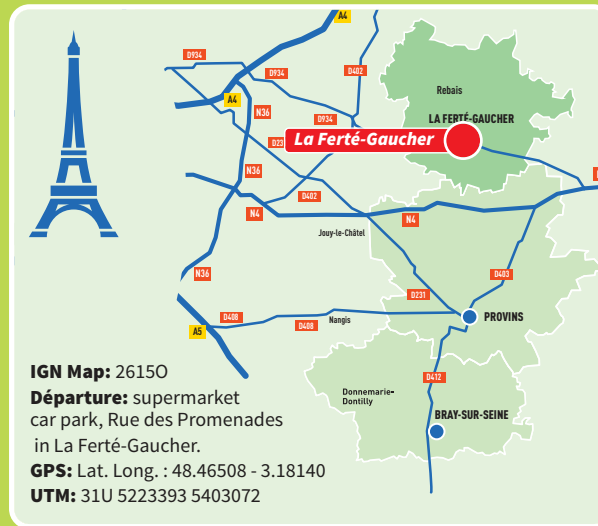 A4
D934
D934
D402
A4
N36
Rebais
D934
LA FERTÉ-GAUCHER
La Ferté-Gaucher
D23
N36
D402
N4
N4
Jouy-le-Châtel
N36
D403
D231
D408
D408
Nangis
PROVINS
A5
D412
Donnemarie-
Dontilly
BRAY-SUR-SEINE
IGN Map: 2615O
Départure: supermarket
car park, Rue des Promenades
in La Ferté-Gaucher.
GPS: Lat. Long. : 48.46508 - 3.18140
UTM: 31U 5223393 5403072